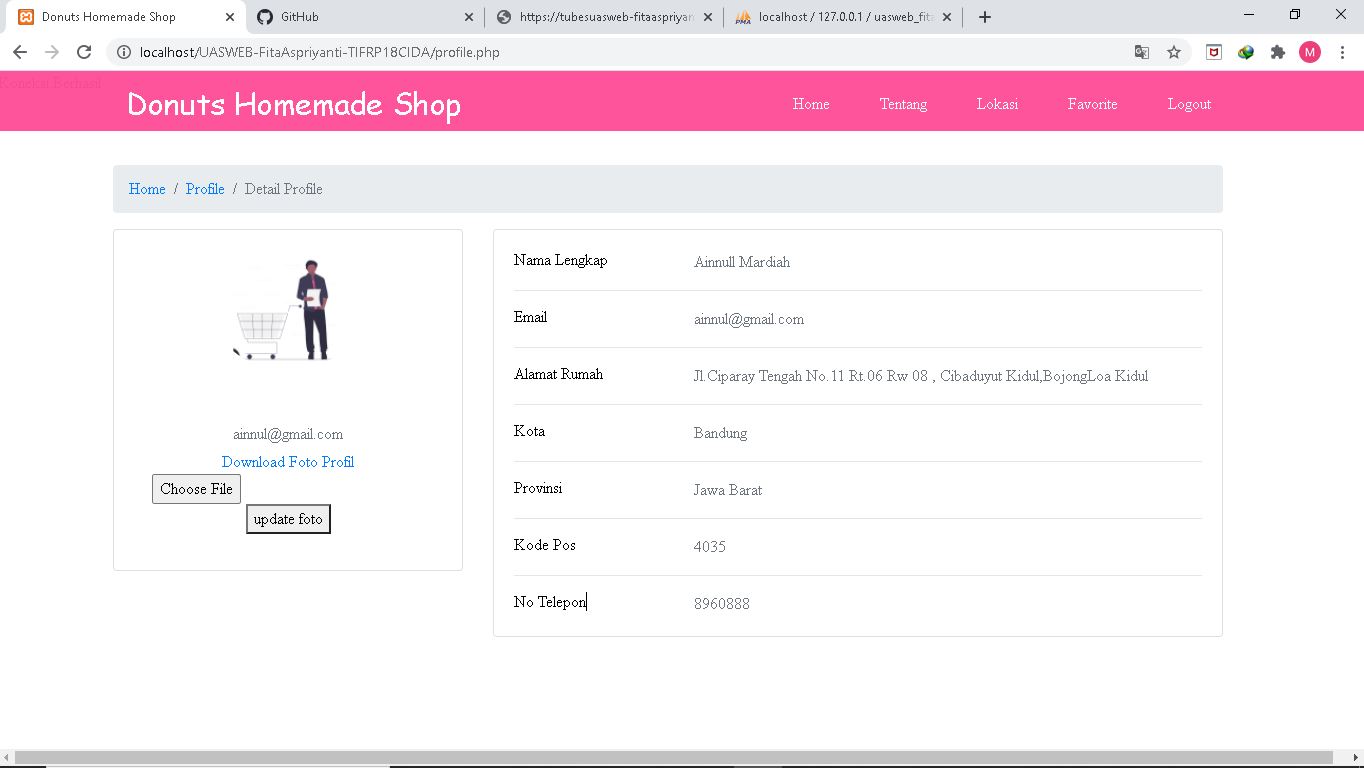 Donuts Homemade Shop
GitHub
https://tubesuasweb-fitaaspriyan
localhost / 127.0.0.1 / uasweb_fita
localhost/UASWEB-FitaAspriyanti-TIFRP18CIDA/profile.php
M
Koneksi Berhasil
Donuts Homemade Shop
Home
Tentang
Lokasi
Favorite
Logout
Home / Profile / Detail Profile
ainnul@gmail.com
Download Foto Profil
Choose File
update foto
Nama Lengkap Ainnull Mardiah
Email ainnul@gmail.com
Alamat Rumah Jl.Ciparay Tengah No.11 Rt.06 Rw 08 , Cibaduyut Kidul,BojongLoa Kidul
Kota Bandung
Provinsi Jawa Barat
Kode Pos 4035
No Telepon 8960888